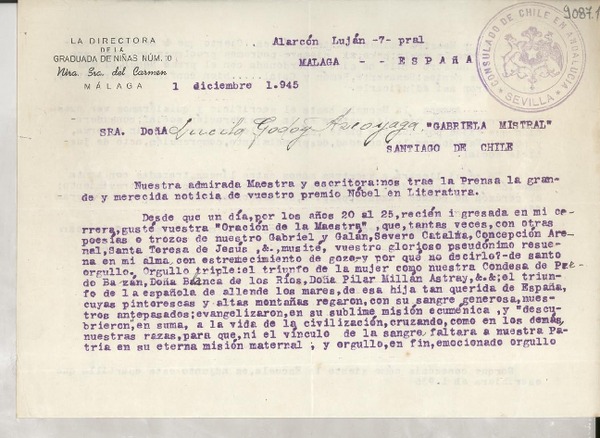 9087.1
LA DIRECTORA
DE LA
GRADUADA DE NIÑAS NÚM. 10
Ntra. Sra. del Carmen
MÁLAGA
Alarcón Luján -7- pral
MALAGA - - ESPAÑA
1 diciembre 1.945
CONSULADO DE CHILE EN ANDALUCIA
SEVILLA
SRA. DOÑA Lucila Godoy Alcayaga, "GABRIELA MISTRAL"
SANTIAGO DE CHILE
Nuestra admirada Maestra y escritora:nos trae la Prensa la gran-
de y merecida noticia de vuestro premio Nóbel en Literatura.
Desde que un día,por los años 20 al 25,recién i gresada en mi ca-
rrera,gusté vuestra "Oración de la Maestra" ,que,tantas veces,con otras
poesías o trozos de nuestro Gabriel y Galán,Severo Catalina,Concepción Are-
nal,Santa Teresa de Jesús ,&.,musité, vuestro glorioso pseudónimo resue-
na en mi alma con estremecimiento de gozo-y por qué no decirlo?-de santo
orgullo. Orgullo triple:el triunfo de la mujer como nuestra Condesa de Par-
do Bazán,Doña Blanca de los Ríos,Doña Pilar Millán Astray,&.&;el triun-
fo de la española de allende los mares,de esa hija tan querida de España,
cuyas pintorescas y altas montañas regaron,con su sangre generosa,nues-
tros antepasados;evangelizaron,en su sublime misión ecuménica ,y "descu-
brieron",en suma, a la vida de la civilización,cruzando,como en los demás,
nuestras razas,para que,ni el vínculo de la sangre faltara a nuestra Pa-
tria en su eterna misión maternal ; y orgullo,en fin,emocionado orgullo